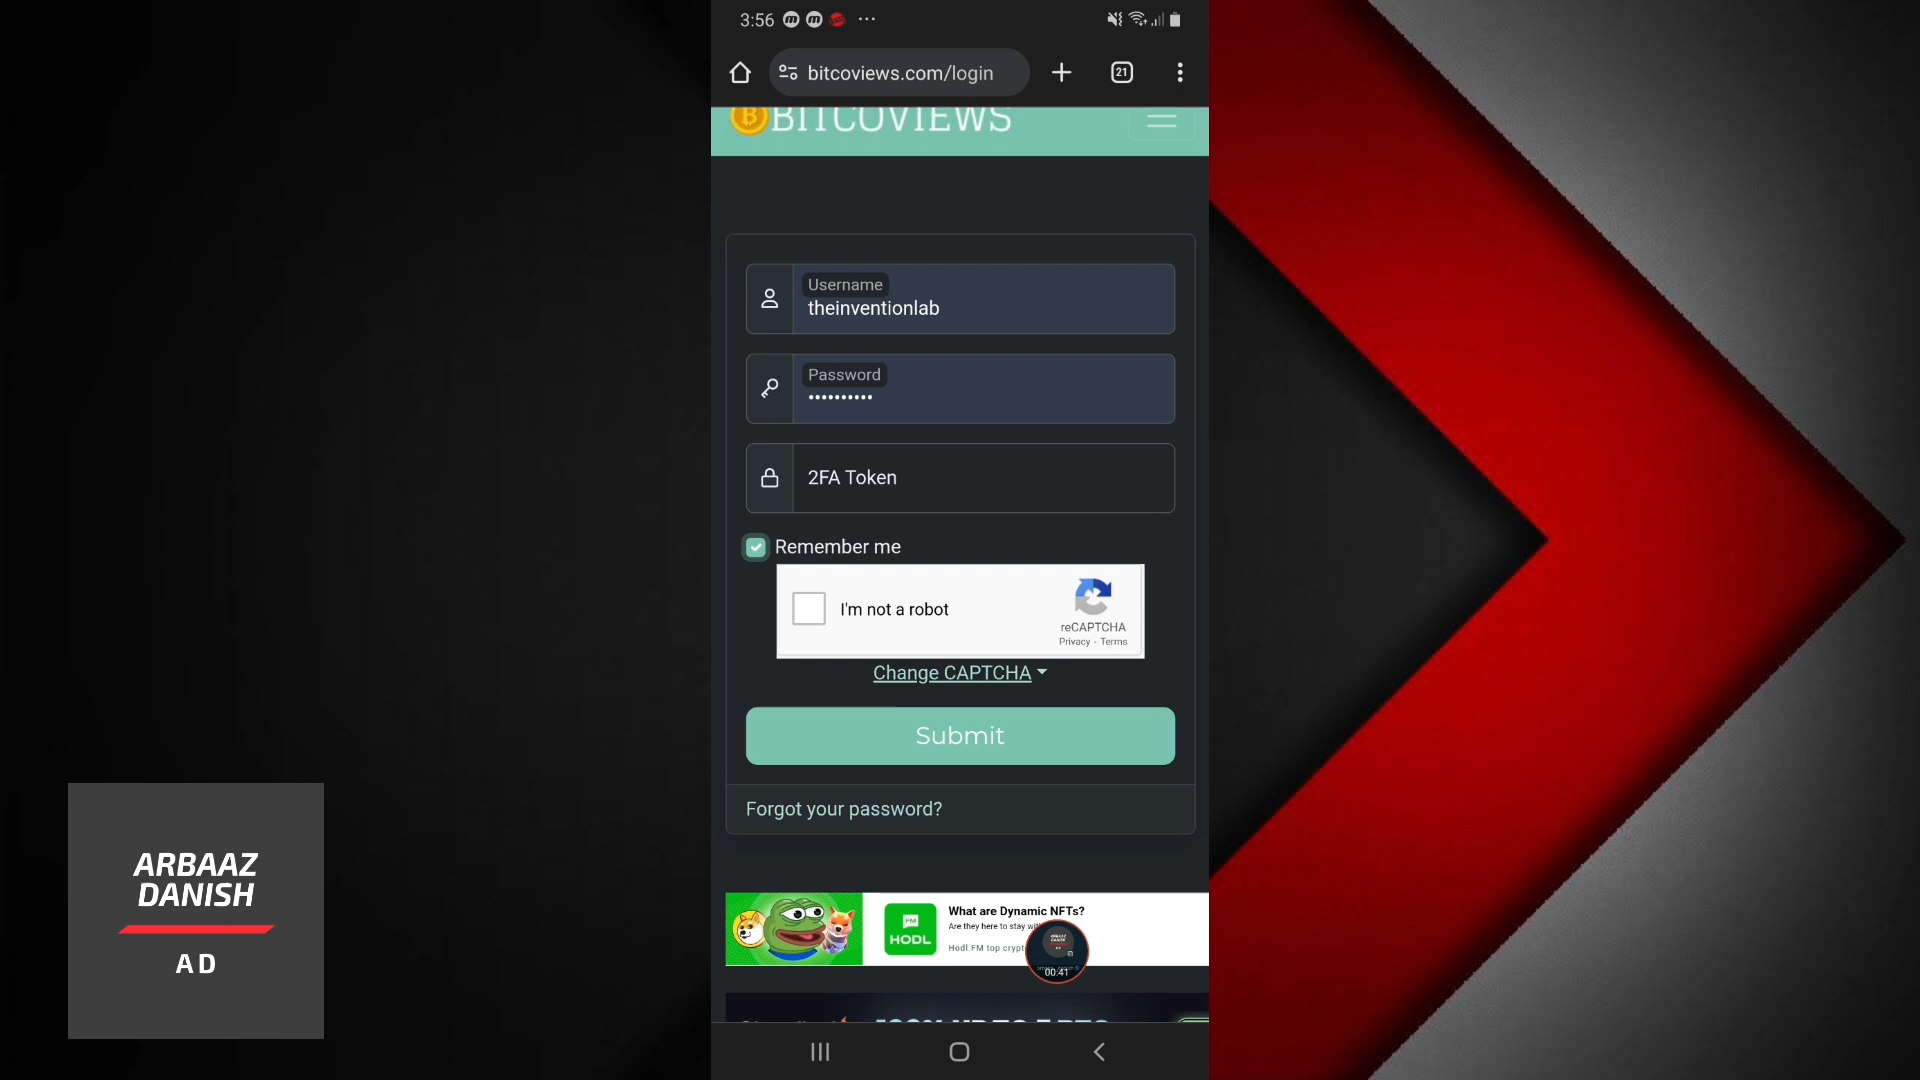 3:56
bitcoviews.com/login
21
BITCOVIEWS
Username
theinventionlab
Password
••••••••••
2FA Token
Remember me
I'm not a robot
reCAPTCHA
Privacy - Terms
Change CAPTCHA
Submit
Forgot your password?
What are Dynamic NFTs?
Are they here to stay
FM
HODL
Hodl.FM top crypt
00:41
ARBAAZ
DANISH
AD